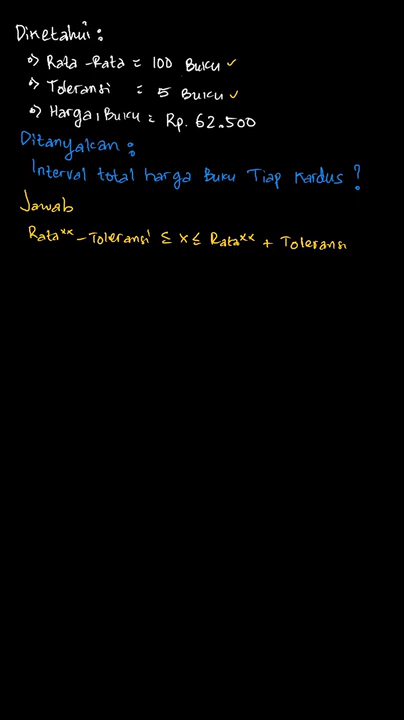 Diketahui :
•) Rata-Rata = 100 Buku ✓
•) Toleransi = 5 Buku ✓
•) Harga 1 Buku = Rp. 62.500
Ditanyakan :
Interval total harga Buku Tiap Kardus ?
Jawab
Rata** - Toleransi ≤ x ≤ Rata** + Toleransi